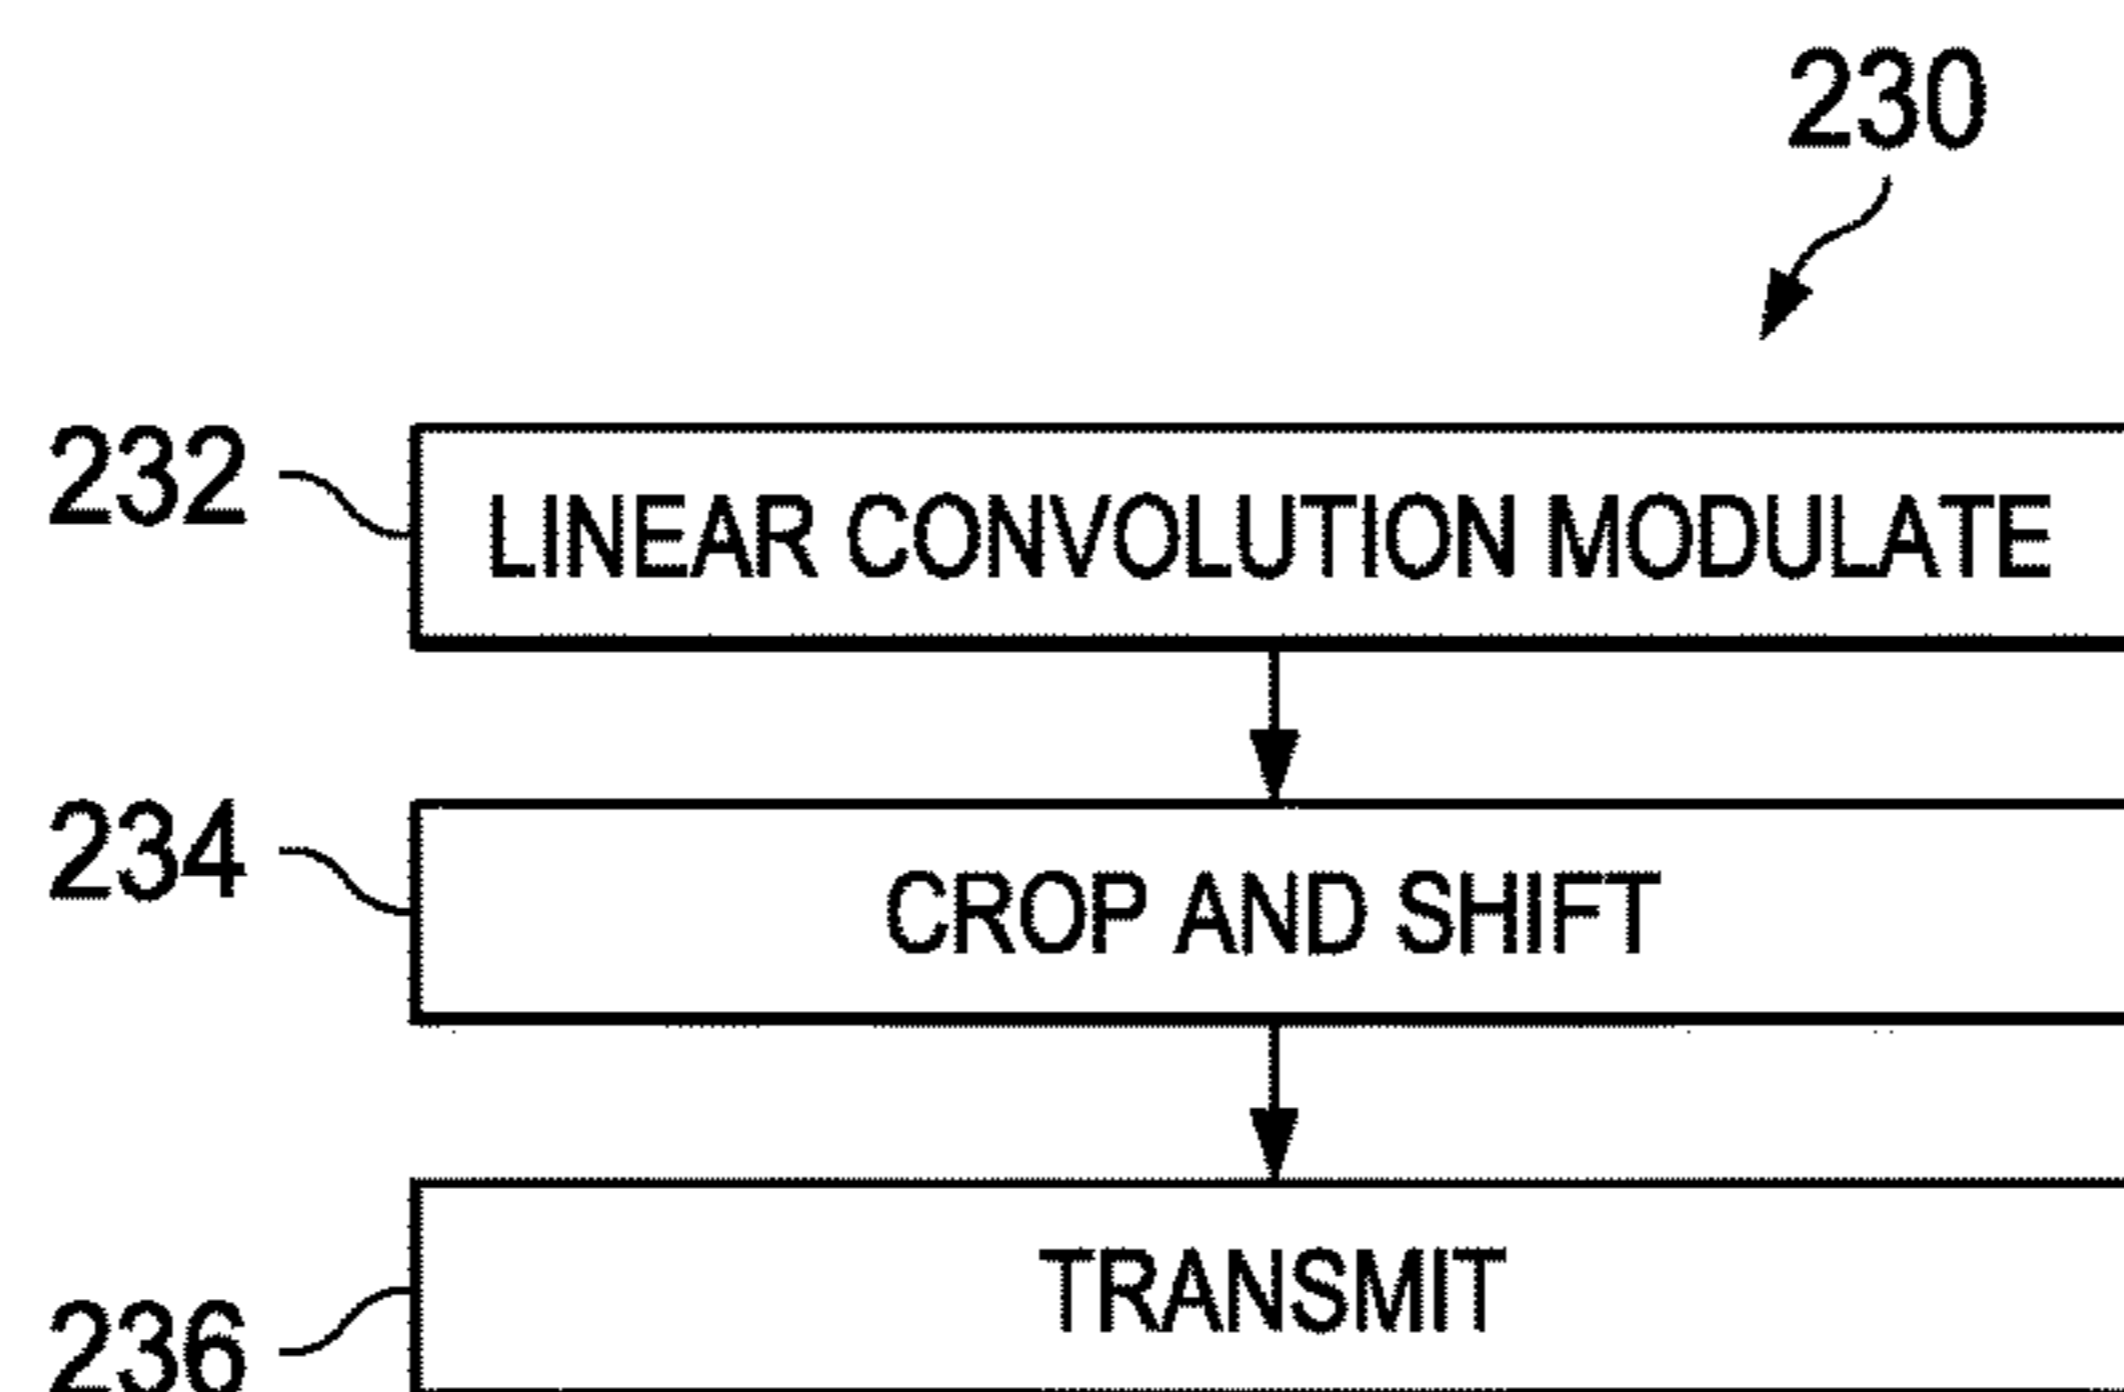 230
232
LINEAR CONVOLUTION MODULATE
234
CROP AND SHIFT
TRANSMIT
236